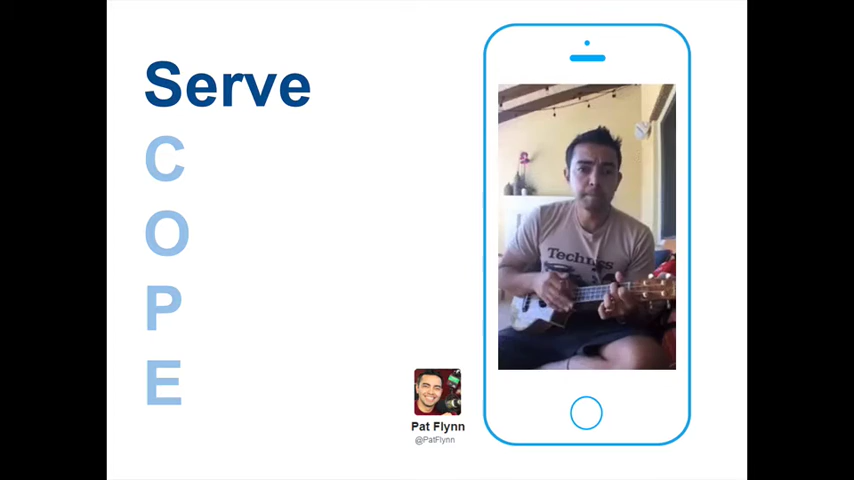 Serve
C
O
P
E
Technics
Pat Flynn
@PatFlynn